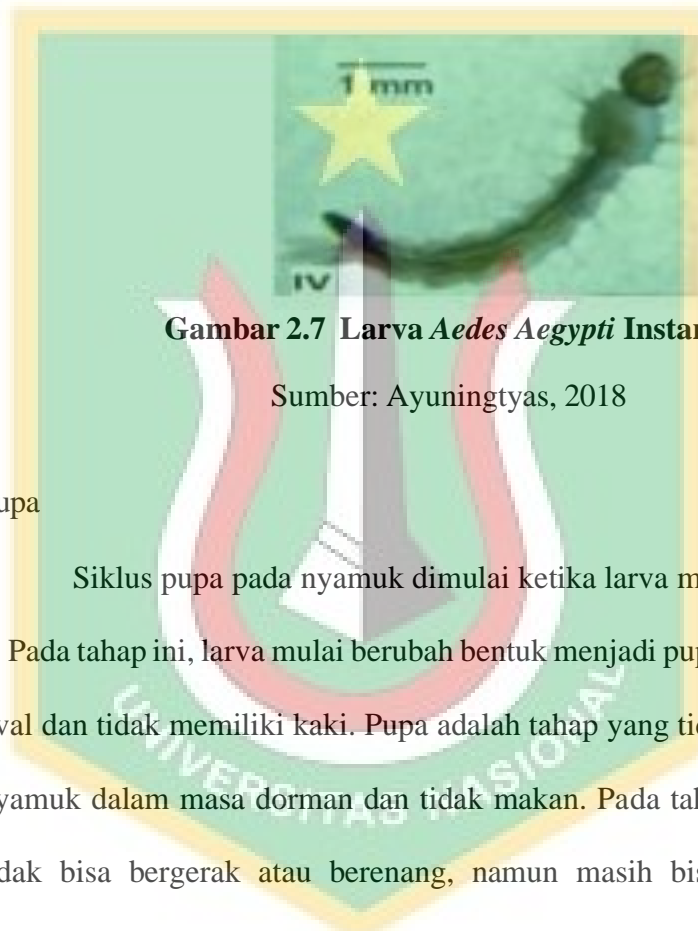 1 mm
IV
Gambar 2.7 Larva Aedes Aegypti Instar
Sumber: Ayuningtyas, 2018
upa
Siklus pupa pada nyamuk dimulai ketika larva m
Pada tahap ini, larva mulai berubah bentuk menjadi pup
val dan tidak memiliki kaki. Pupa adalah tahap yang tid
yamuk dalam masa dorman dan tidak makan. Pada tah
dak bisa bergerak atau berenang, namun masih bis
UNIVERSITAS NASIONAL